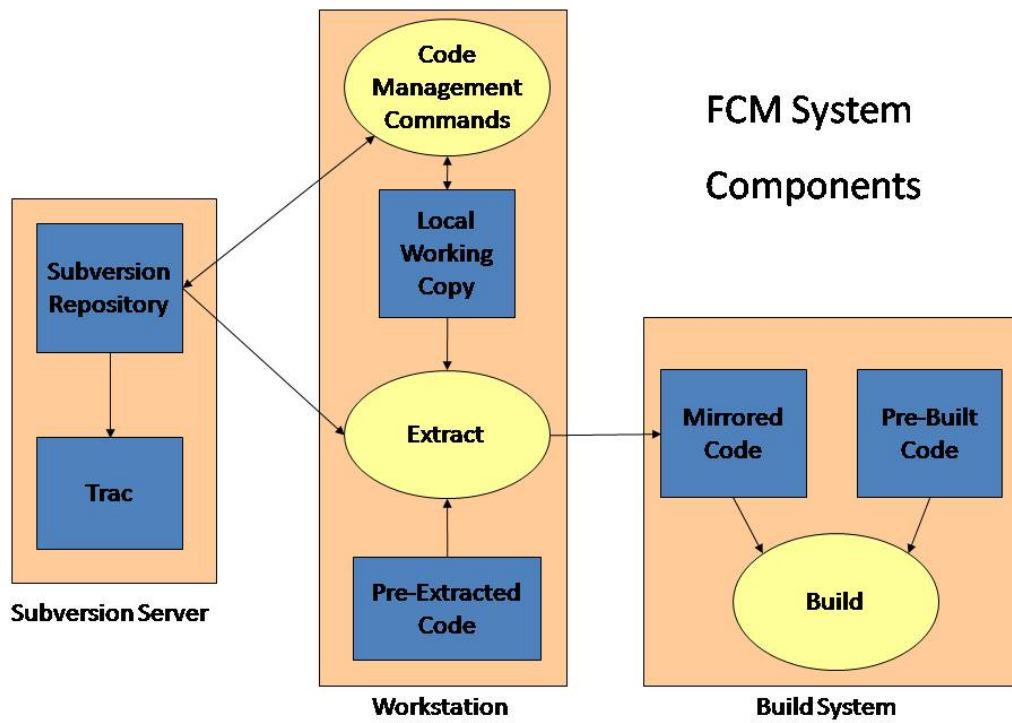 FCM System
Components
Subversion
Repository
Trac
Subversion Server
Code
Management
Commands
Local
Working
Copy
Extract
Pre-Extracted
Code
Workstation
Mirrored
Code
Pre-Built
Code
Build
Build System